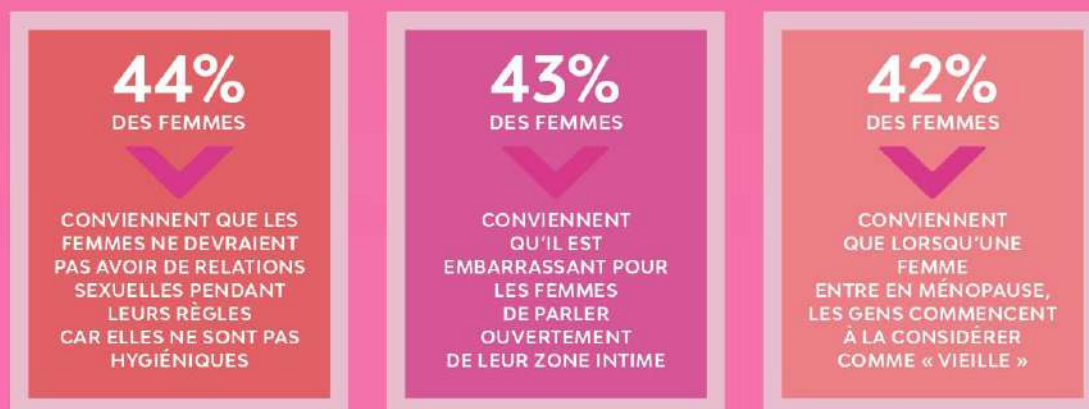 44%
DES FEMMES
CONVIENNENT QUE LES
FEMMES NE DEVRAIENT
PAS AVOIR DE RELATIONS
SEXUELLES PENDANT
LEURS RÈGLES
CAR ELLES NE SONT PAS
HYGIÉNIQUES
43%
DES FEMMES
CONVIENNENT
QU'IL EST
EMBARRASSANT POUR
LES FEMMES
DE PARLER
OUVERTEMENT
DE LEUR ZONE INTIME
42%
DES FEMMES
CONVIENNENT
QUE LORSQU'UNE
FEMME
ENTRE EN MÉNOPAUSE,
LES GENS COMMENCENT
À LA CONSIDÉRER
COMME « VIEILLE »